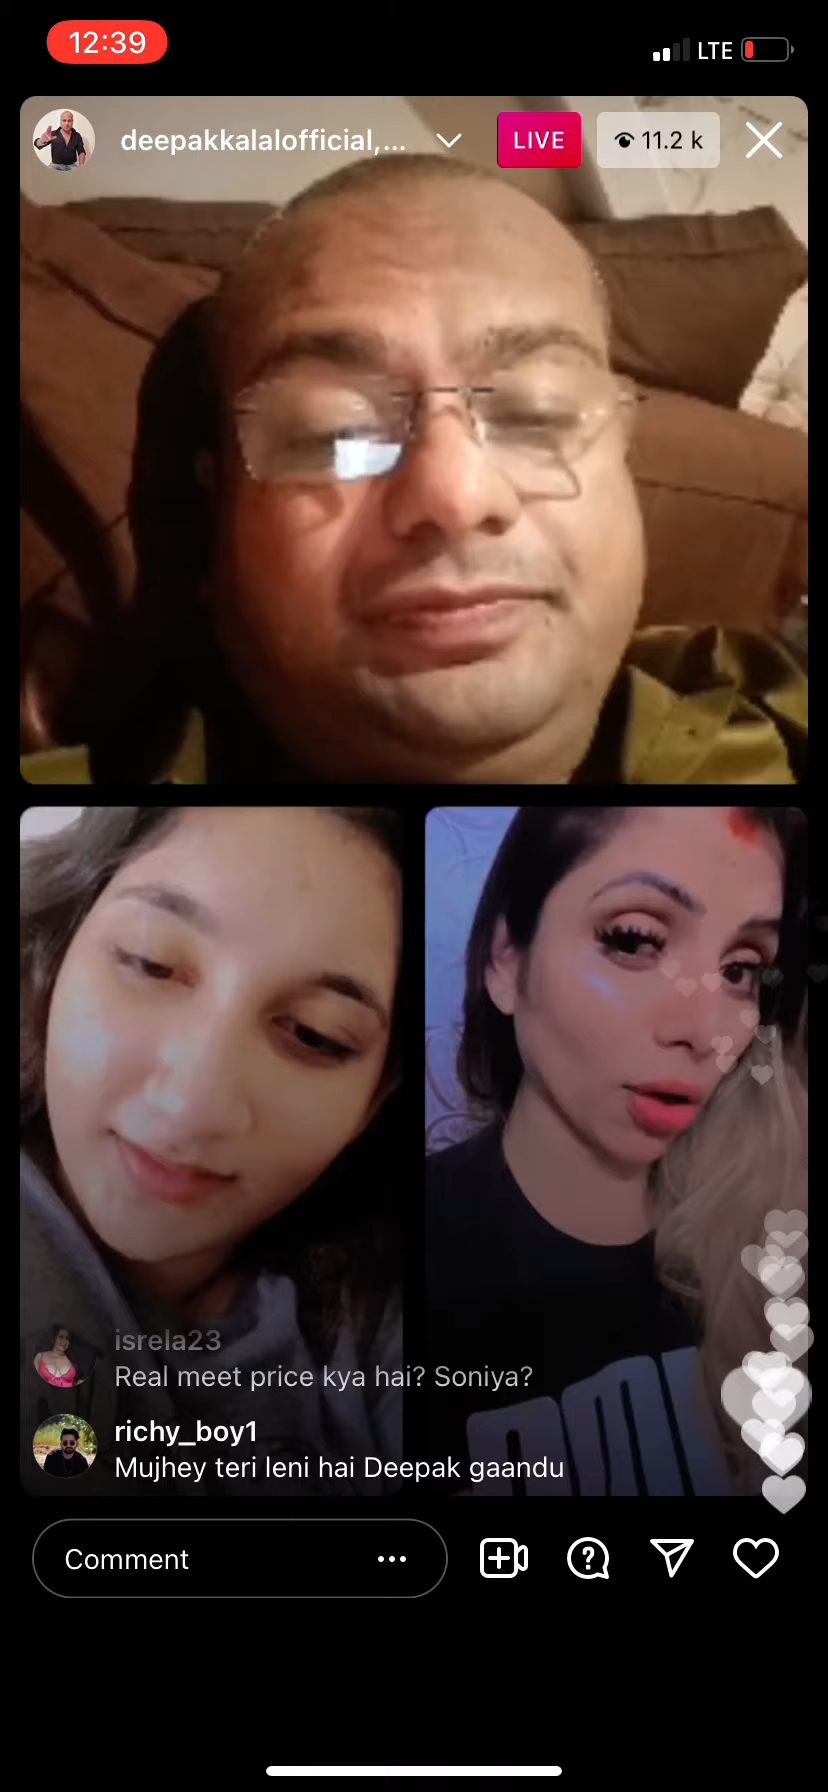 12:39
LTE
deepakkalalofficial,...
LIVE
11.2 k
isrela23
Real meet price kya hai? Soniya?
richy_boy1
Mujhey teri leni hai Deepak gaandu
Comment